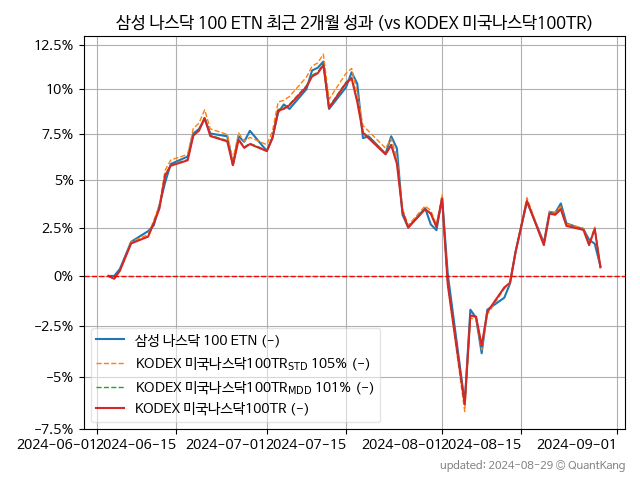 삼성 나스닥 100 ETN 최근 2개월 성과 (vs KODEX 미국나스닥100TR)
12.5%
10%
7.5%
5%
2.5%
0%
−2.5%
−5%
−7.5%
삼성 나스닥 100 ETN (-)
KODEX 미국나스닥100TR_STD 105% (-)
KODEX 미국나스닥100TR_MDD 101% (-)
KODEX 미국나스닥100TR (-)
2024-06-01 2024-06-15 2024-07-01 2024-07-15 2024-08-01 2024-08-15 2024-09-01
updated: 2024-08-29 © QuantKang